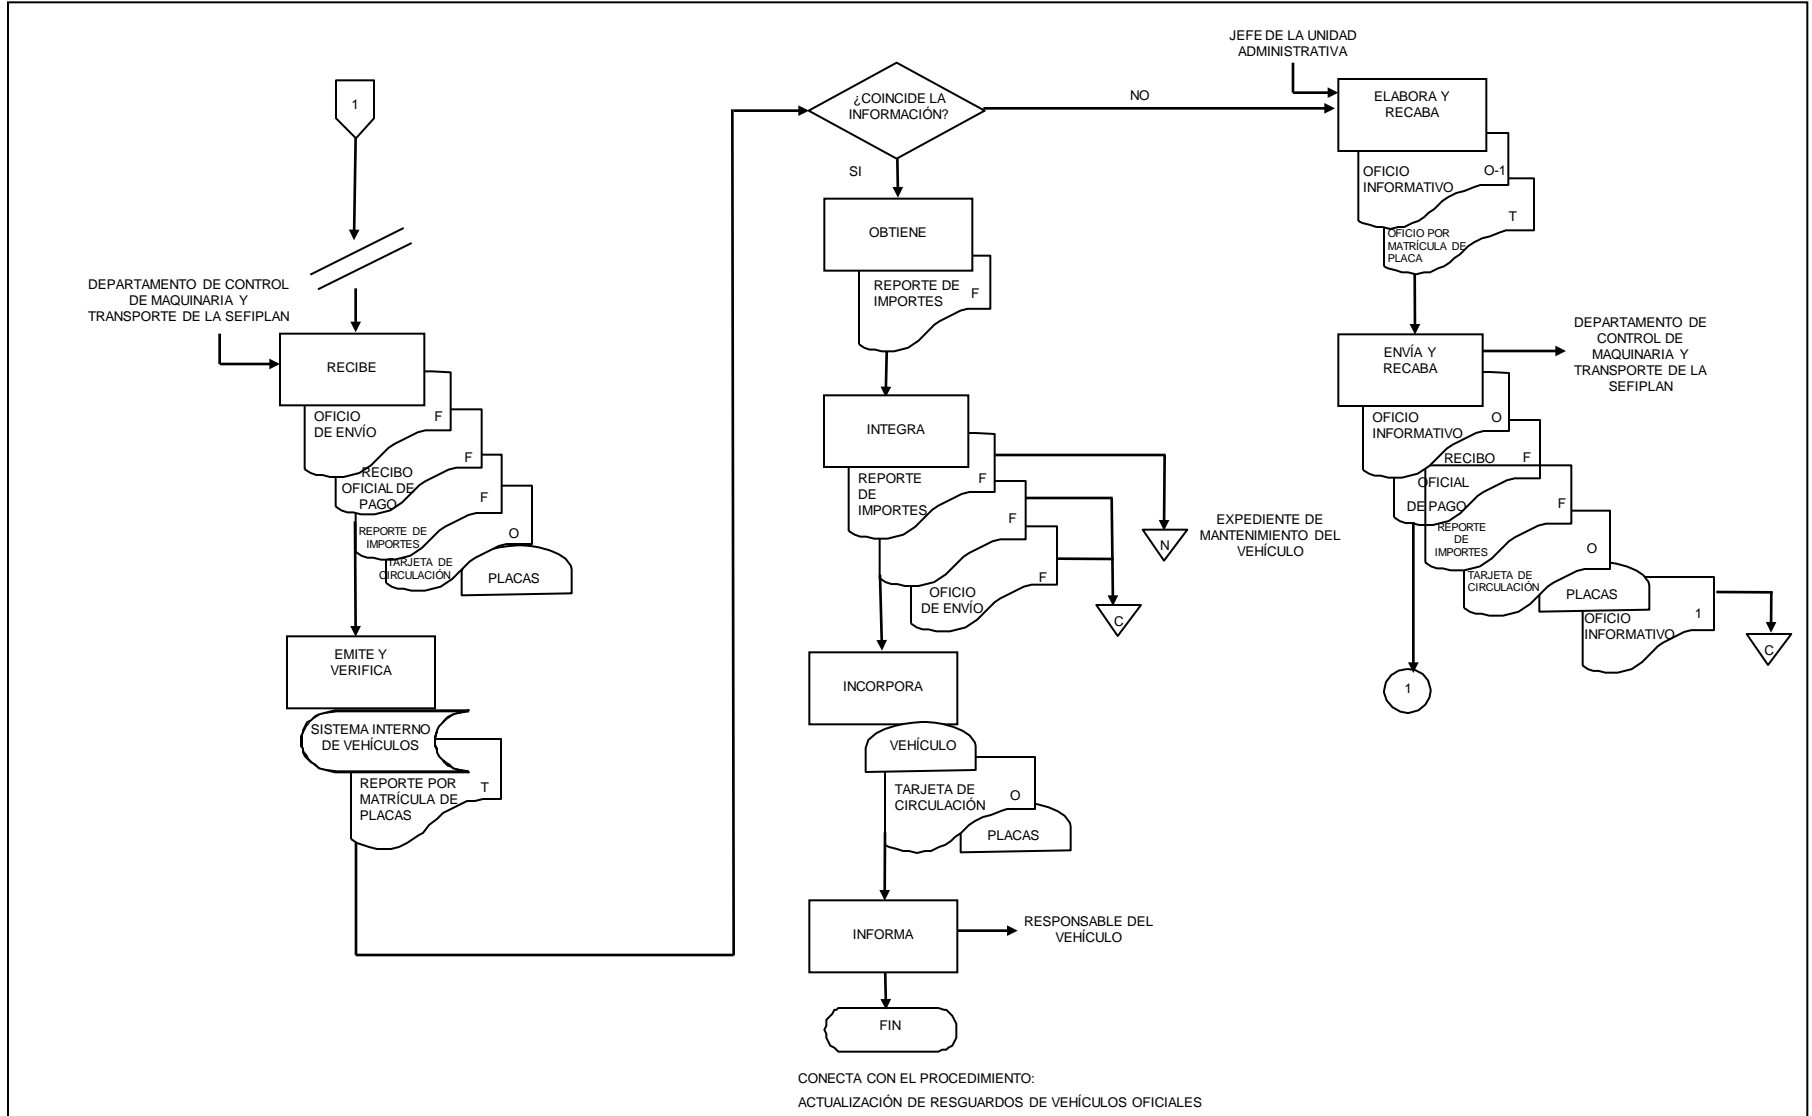 1
DEPARTAMENTO DE CONTROL
DE MAQUINARIA Y
TRANSPORTE DE LA SEFIPLAN
RECIBE
OFICIO
DE ENVÍO
F
RECIBO
OFICIAL DE
PAGO
F
REPORTE DE
IMPORTES
F
TARJETA DE
CIRCULACIÓN
O
PLACAS
EMITE Y
VERIFICA
SISTEMA INTERNO
DE VEHÍCULOS
REPORTE POR
MATRÍCULA DE
PLACAS
T
¿COINCIDE LA
INFORMACIÓN?
NO
SI
OBTIENE
REPORTE DE
IMPORTES
F
INTEGRA
REPORTE
DE
IMPORTES
F
F
OFICIO
DE ENVÍO
F
N
C
EXPEDIENTE DE
MANTENIMIENTO DEL
VEHÍCULO
INCORPORA
VEHÍCULO
TARJETA DE
CIRCULACIÓN
O
PLACAS
INFORMA
RESPONSABLE DEL
VEHÍCULO
FIN
CONECTA CON EL PROCEDIMIENTO:
ACTUALIZACIÓN DE RESGUARDOS DE VEHÍCULOS OFICIALES
JEFE DE LA UNIDAD
ADMINISTRATIVA
ELABORA Y
RECABA
OFICIO
INFORMATIVO
O-1
OFICIO POR
MATRÍCULA DE
PLACA
T
ENVÍA Y
RECABA
DEPARTAMENTO DE
CONTROL DE
MAQUINARIA Y
TRANSPORTE DE LA
SEFIPLAN
OFICIO
INFORMATIVO
O
RECIBO
OFICIAL
DE PAGO
F
REPORTE
DE
IMPORTES
F
TARJETA DE
CIRCULACIÓN
O
PLACAS
OFICIO
INFORMATIVO
1
C
1